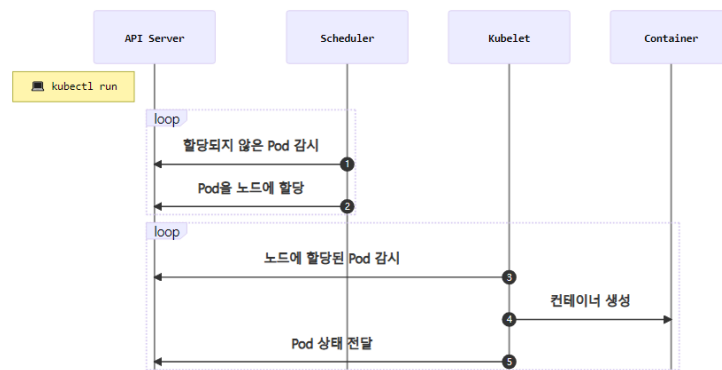 API Server
Scheduler
Kubelet
Container
kubectl run
loop
할당되지 않은 Pod 감시
1
Pod을 노드에 할당
2
loop
노드에 할당된 Pod 감시
3
컨테이너 생성
4
Pod 상태 전달
5